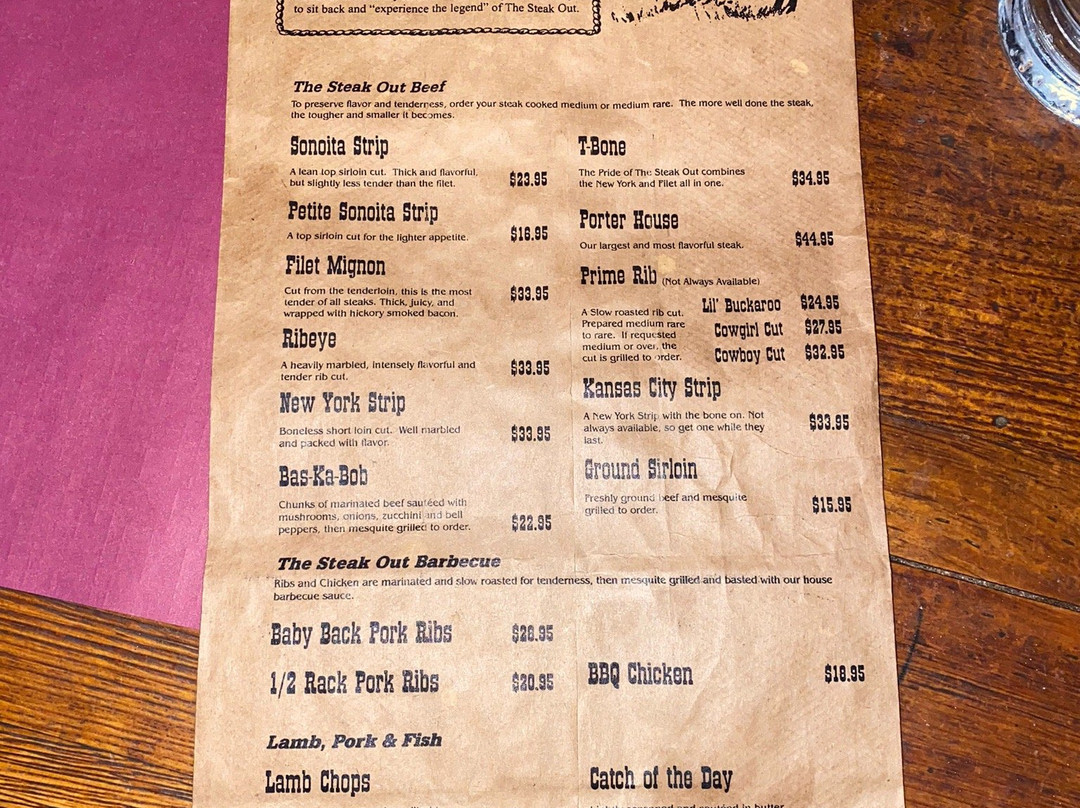 to sit back and “experience the legend” of The Steak Out.
The Steak Out Beef
To preserve flavor and tenderness, order your steak cooked medium or medium rare. The more well done the steak,
the tougher and smaller it becomes.
Sonoita Strip
A lean top sirloin cut. Thick and flavorful,
but slightly less tender than the filet.
$23.95
Petite Sonoita Strip
A top sirloin cut for the lighter appetite.
$16.95
Filet Mignon
Cut from the tenderloin, this is the most
tender of all steaks. Thick, juicy, and
wrapped with hickory smoked bacon.
$33.95
Ribeye
A heavily marbled, intensely flavorful and
tender rib cut.
$33.95
New York Strip
Boneless short loin cut. Well marbled
and packed with flavor.
$33.95
Bas-Ka-Bob
Chunks of marinated beef sautéed with
mushrooms, onions, zucchini and bell
peppers, then mesquite grilled to order.
$22.95
T-Bone
The Pride of The Steak Out combines
the New York and Filet all in one.
$34.95
Porter House
Our largest and most flavorful steak.
$44.95
Prime Rib (Not Always Available)
A Slow roasted rib cut.
Prepared medium rare
to rare. If requested
medium or over, the
cut is grilled to order.
Lil' Buckaroo $24.95
Cowgirl Cut $27.95
Cowboy Cut $32.95
Kansas City Strip
A New York Strip with the bone on. Not
always available, so get one while they
last.
$33.95
Ground Sirloin
Freshly ground beef and mesquite
grilled to order.
$15.95
The Steak Out Barbecue
Ribs and Chicken are marinated and slow roasted for tenderness, then mesquite grilled and basted with our house
barbecue sauce.
Baby Back Pork Ribs $28.95
1/2 Rack Pork Ribs $20.95
BBQ Chicken $18.95
Lamb, Pork & Fish
Lamb Chops
Catch of the Day